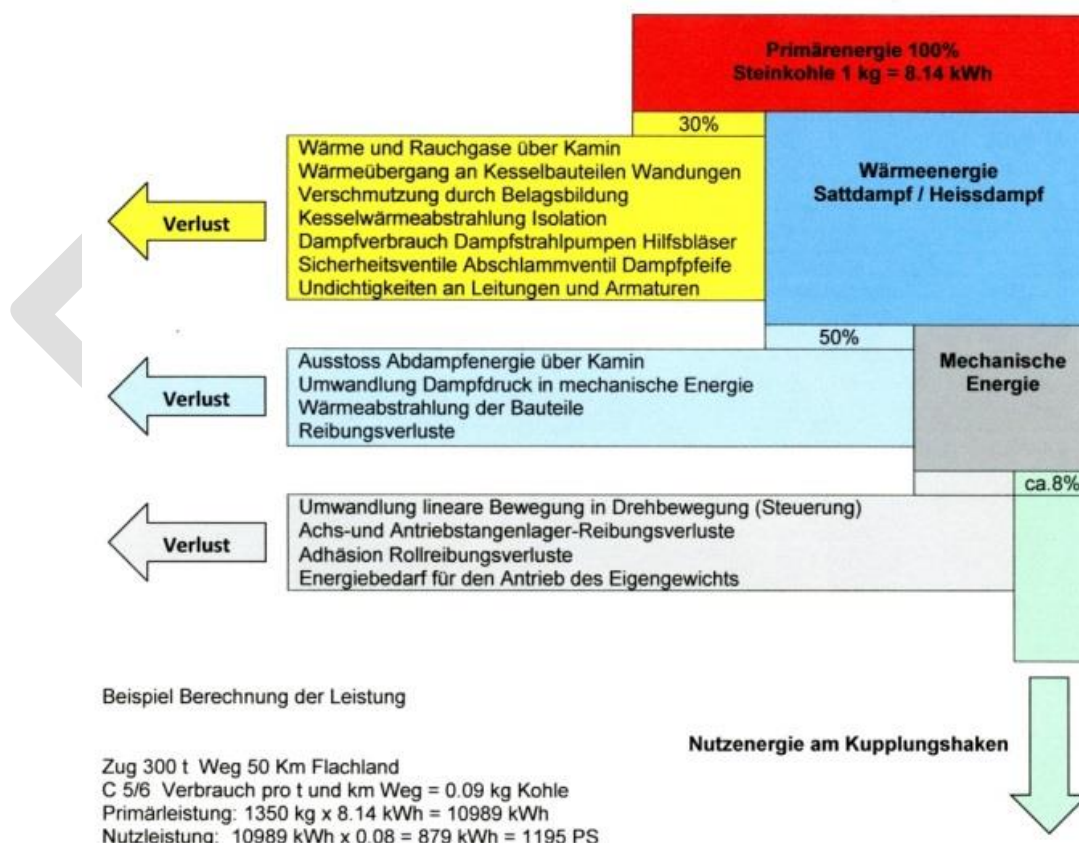 Primärenergie 100%
Steinkohle 1 kg = 8.14 kWh
30%
Wärme und Rauchgase über Kamin
Wärmeübergang an Kesselbauteilen Wandungen
Verschmutzung durch Belagsbildung
Kesselwärmeabstrahlung Isolation
Dampfverbrauch Dampfstrahlpumpen Hilfsbläser
Sicherheitsventile Abschlammventil Dampfpfeife
Undichtigkeiten an Leitungen und Armaturen
Verlust
Wärmeenergie
Sattdampf / Heissdampf
50%
Ausstoss Abdampfenergie über Kamin
Umwandlung Dampfdruck in mechanische Energie
Wärmeabstrahlung der Bauteile
Reibungsverluste
Verlust
Mechanische
Energie
ca.8%
Umwandlung lineare Bewegung in Drehbewegung (Steuerung)
Achs-und Antriebstangenlager-Reibungsverluste
Adhäsion Rollreibungsverluste
Energiebedarf für den Antrieb des Eigengewichts
Verlust
Nutzenergie am Kupplungshaken
Beispiel Berechnung der Leistung
Zug 300 t Weg 50 Km Flachland
C 5/6 Verbrauch pro t und km Weg = 0.09 kg Kohle
Primärleistung: 1350 kg x 8.14 kWh = 10989 kWh
Nutzleistung: 10989 kWh x 0.08 = 879 kWh = 1195 PS